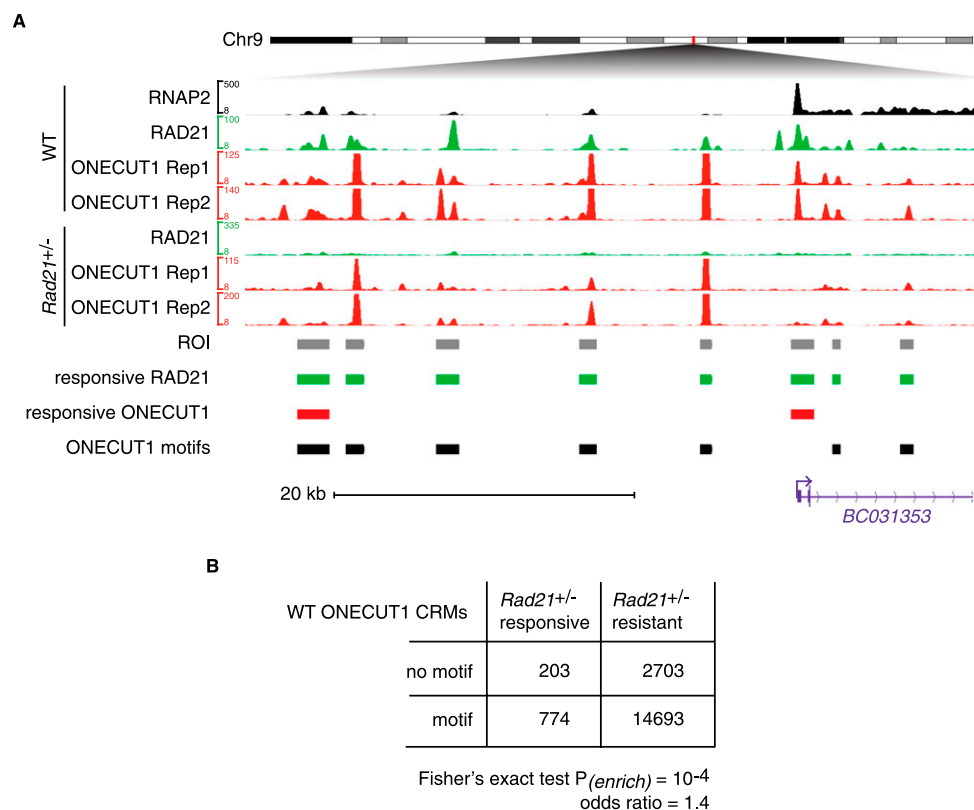 A
Chr9
WT
RNAP2
500
8
RAD21
100
8
ONECUT1 Rep1
125
8
ONECUT1 Rep2
140
8
Rad21+/-
RAD21
335
8
ONECUT1 Rep1
115
8
ONECUT1 Rep2
200
8
ROI
responsive RAD21
responsive ONECUT1
ONECUT1 motifs
20 kb
BC031353
B
WT ONECUT1 CRMs
Rad21+/- responsive
Rad21+/- resistant
no motif 203 2703
motif 774 14693
Fisher's exact test P(enrich) = 10-4
odds ratio = 1.4